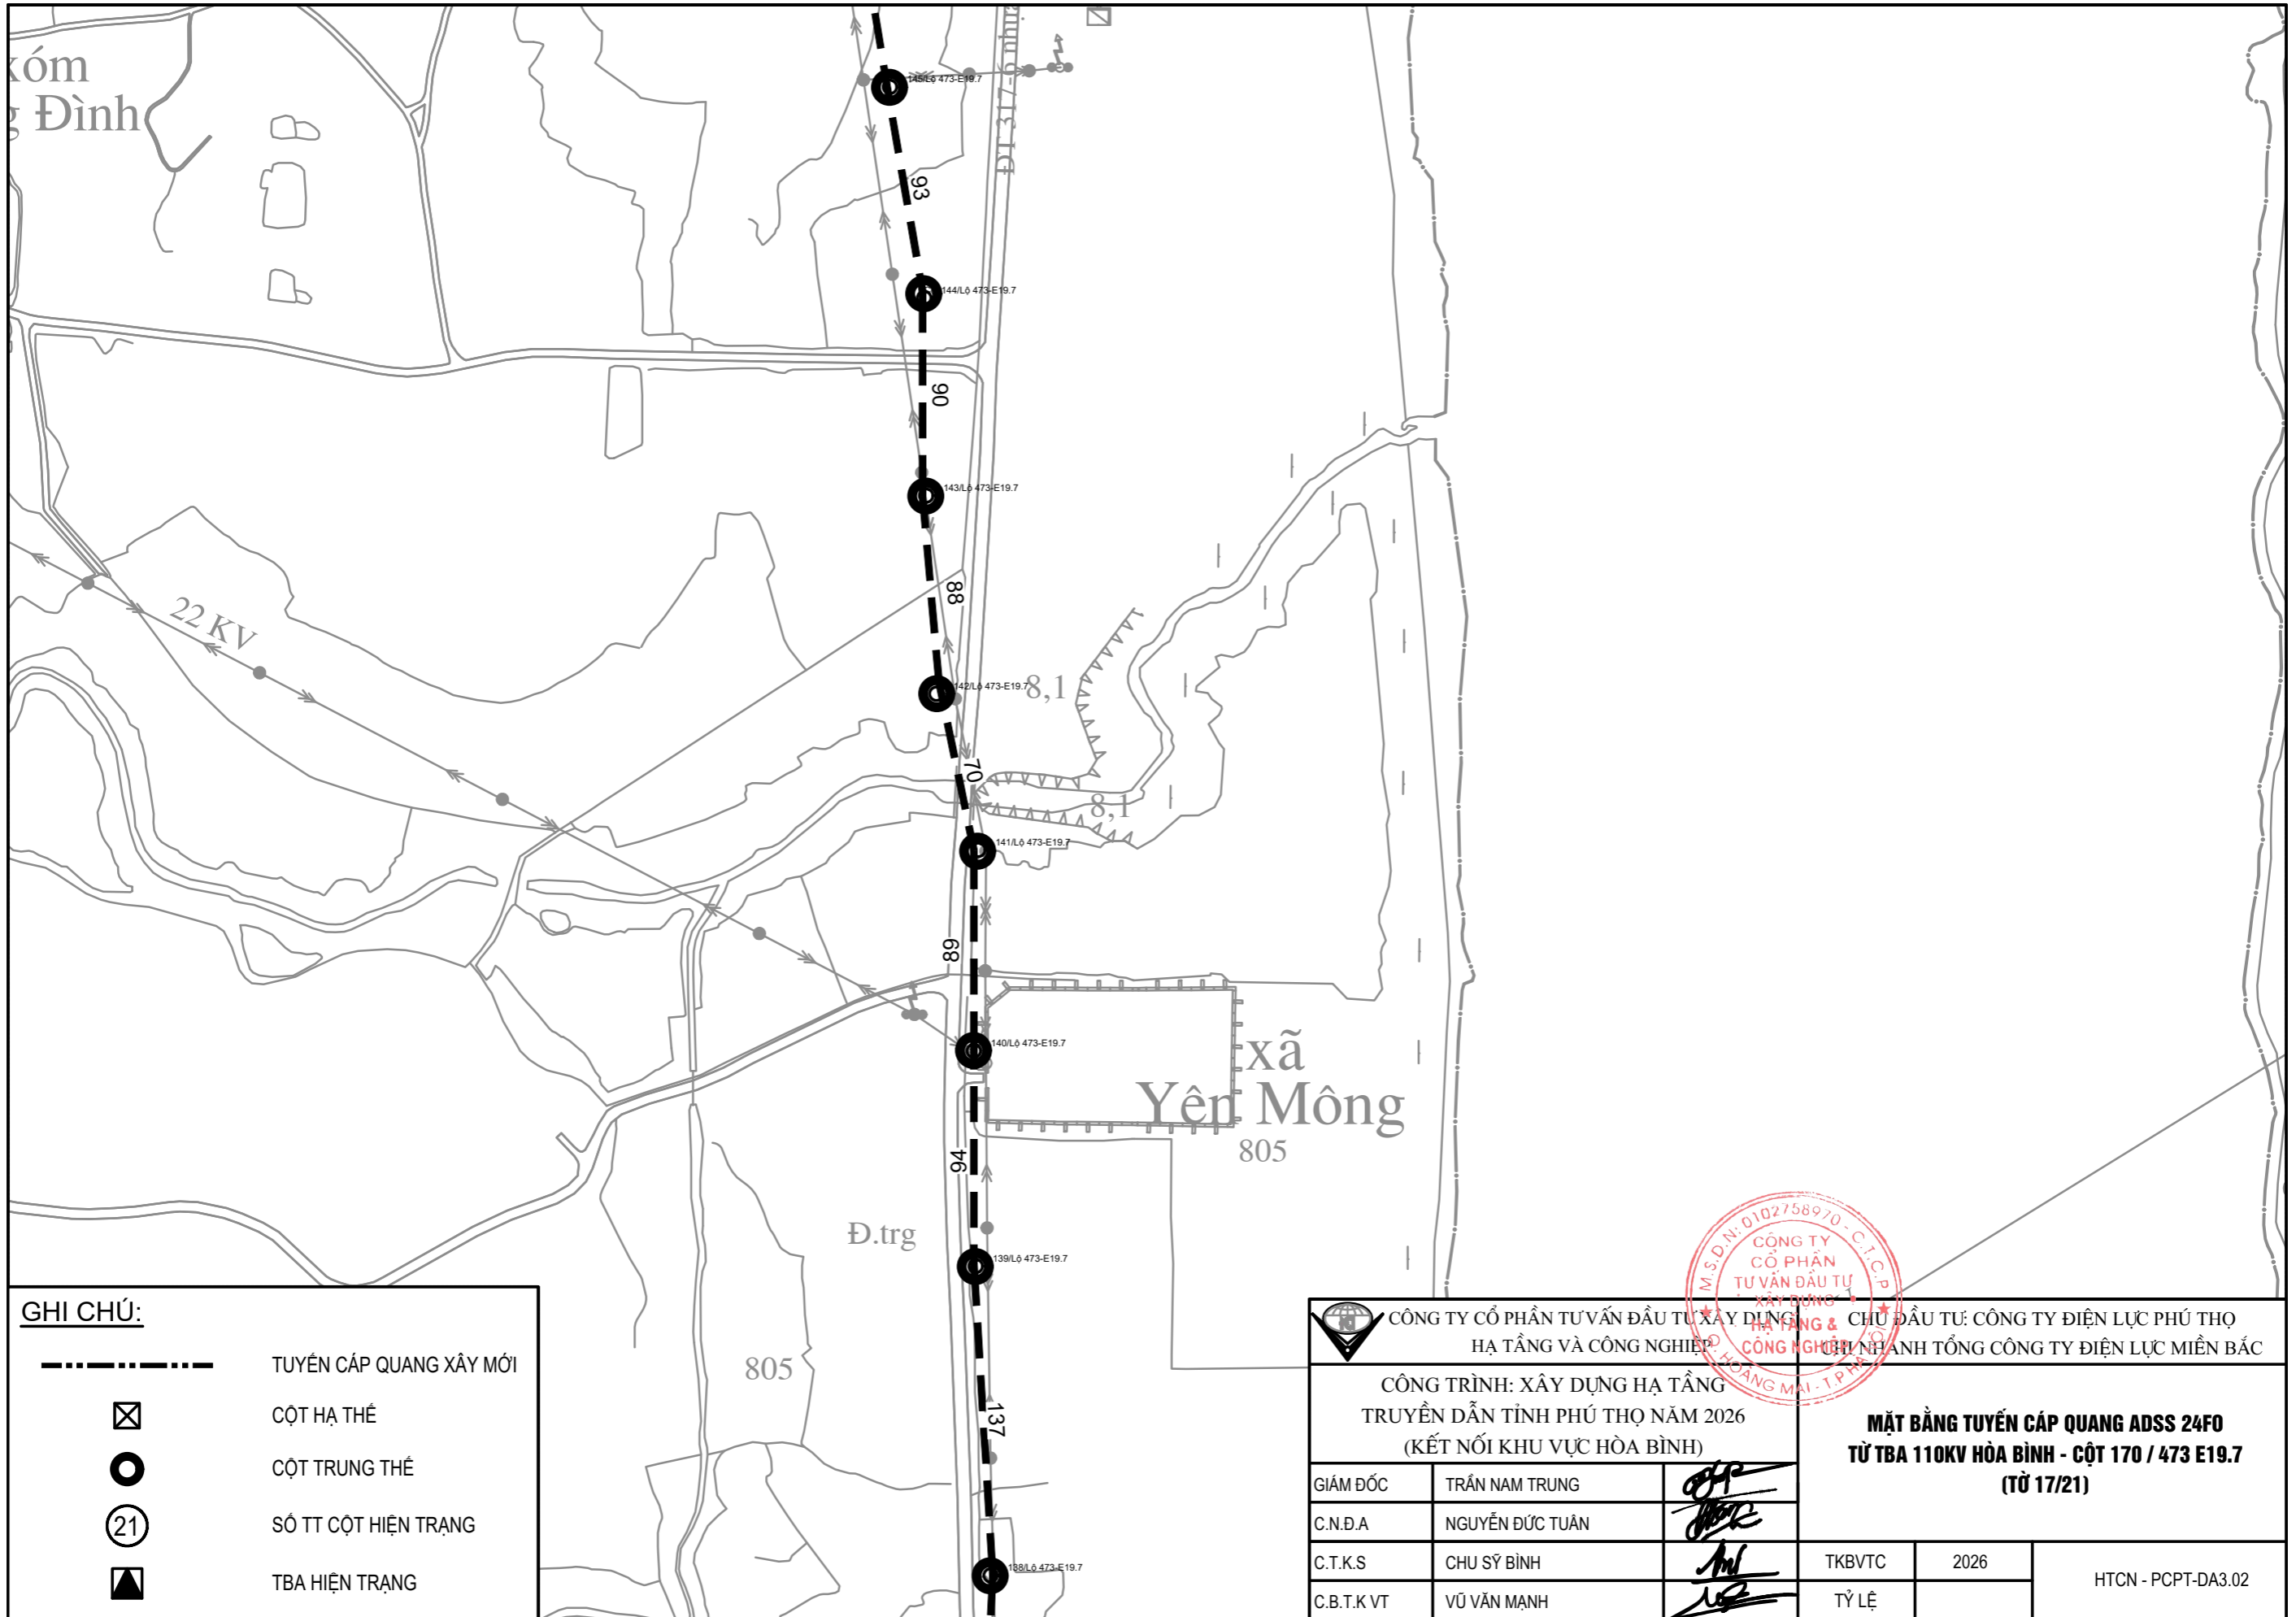 xóm
g Đình
ĐT 317-6 nhựa
145/Lộ 473-E19.7
93
144/Lộ 473-E19.7
90
143/Lộ 473-E19.7
88
22 KV
142/Lộ 473-E19.7
8,1
70
8,1
141/Lộ 473-E19.7
89
140/Lộ 473-E19.7
xã
Yên Mông
805
94
Đ.trg
139/Lộ 473-E19.7
805
137
138/Lộ 473-E19.7
GHI CHÚ:
TUYẾN CÁP QUANG XÂY MỚI
CỘT HẠ THẾ
CỘT TRUNG THẾ
21
SỐ TT CỘT HIỆN TRẠNG
TBA HIỆN TRẠNG
M.S.D.N: 0102758970 - C.T.C.P
CÔNG TY
CỔ PHẦN
TƯ VẤN ĐẦU TƯ
XÂY DỰNG
HẠ TẦNG &
CÔNG NGHIỆP
Q. HOÀNG MAI - T.P HÀ NỘI
CÔNG TY CỔ PHẦN TƯ VẤN ĐẦU TƯ XÂY DỰNG
HẠ TẦNG VÀ CÔNG NGHIỆP
CHỦ ĐẦU TƯ: CÔNG TY ĐIỆN LỰC PHÚ THỌ
CHI NHÁNH TỔNG CÔNG TY ĐIỆN LỰC MIỀN BẮC
CÔNG TRÌNH: XÂY DỰNG HẠ TẦNG
TRUYỀN DẪN TỈNH PHÚ THỌ NĂM 2026
(KẾT NỐI KHU VỰC HÒA BÌNH)
MẶT BẰNG TUYẾN CÁP QUANG ADSS 24FO
TỪ TBA 110KV HÒA BÌNH - CỘT 170 / 473 E19.7
(TỜ 17/21)
GIÁM ĐỐC TRẦN NAM TRUNG
C.N.Đ.A NGUYỄN ĐỨC TUÂN
C.T.K.S CHU SỸ BÌNH
C.B.T.K VT VŨ VĂN MẠNH
TKBVTC 2026
TỶ LỆ
HTCN - PCPT-DA3.02